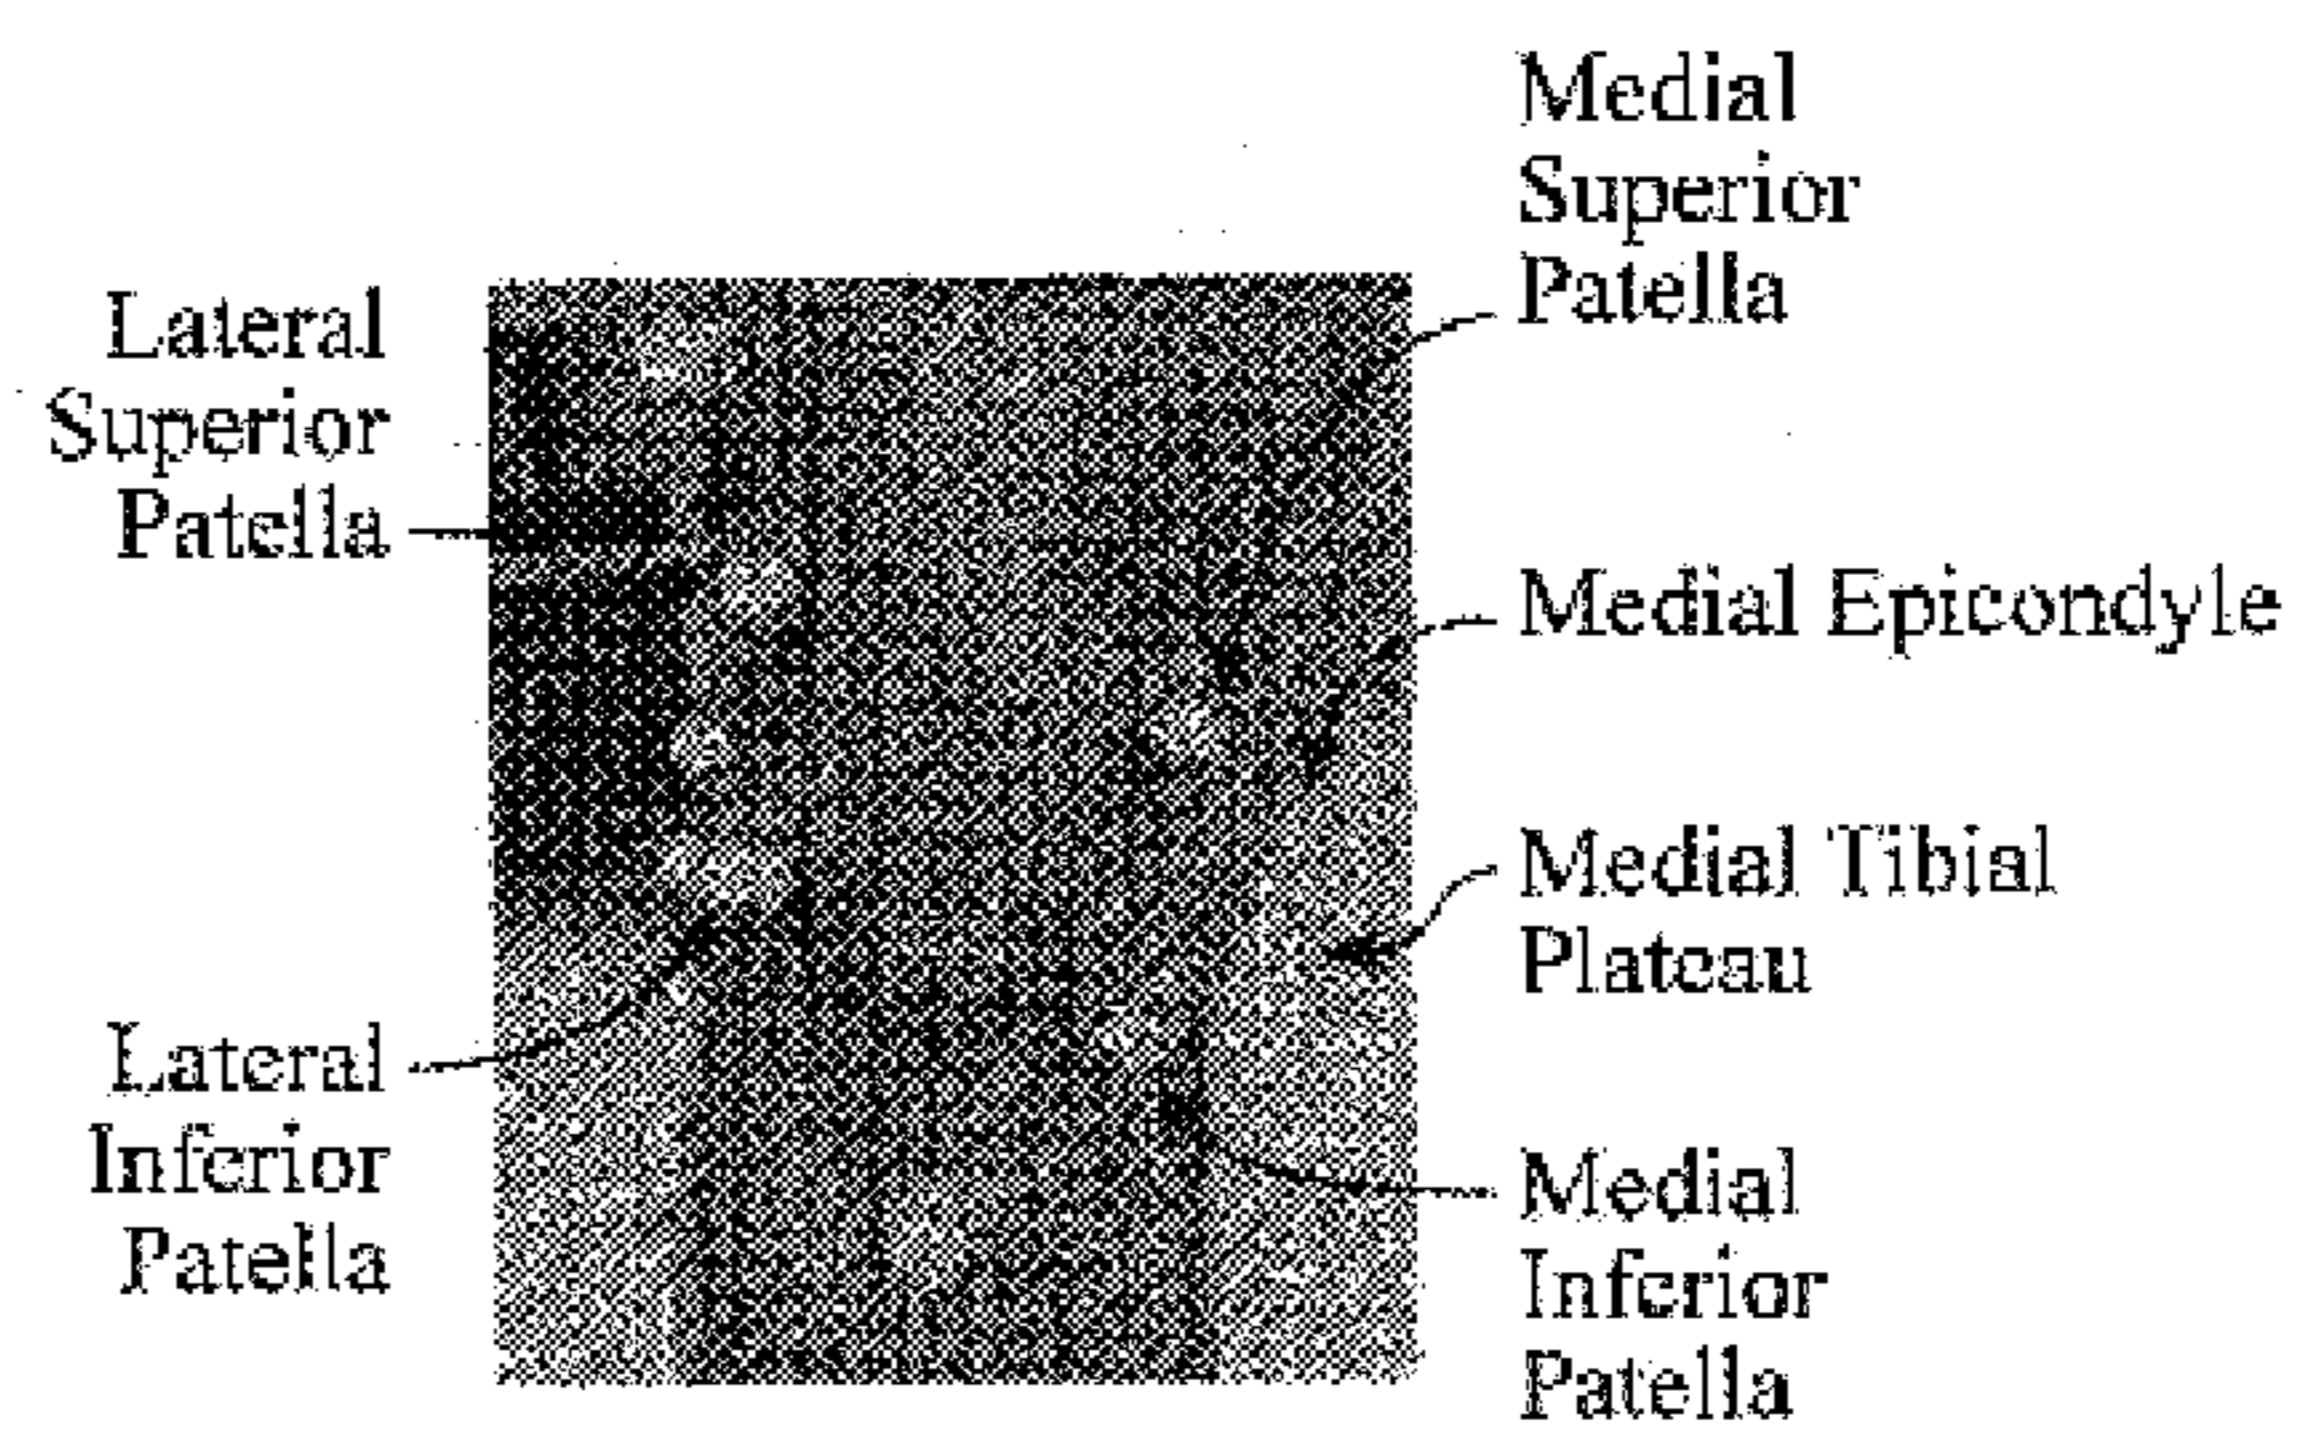 Medial
Superior
Patella
Lateral
Superior
Patella
Medial Epicondyle
Medial Tibial
Plateau
Lateral
Inferior
Patella
Medial
Inferior
Patella